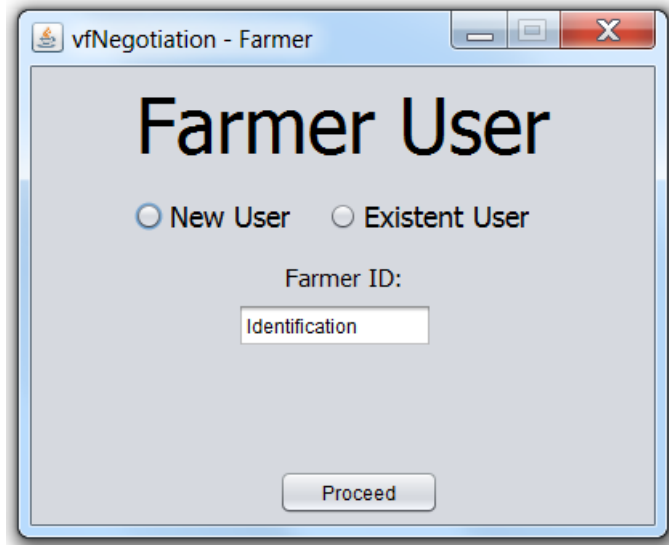 vfNegotiation - Farmer
Farmer User
New User Existent User
Farmer ID:
Identification
Proceed